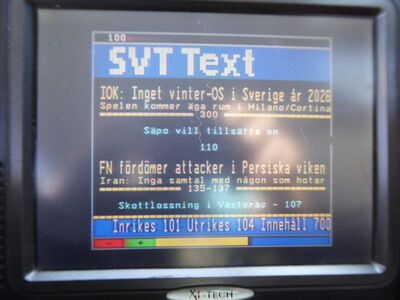 100
SVT Text
IOK: Inget vinter-OS i Sverige år 2026
Spelen kommer äga rum i Milano/Cortina
300
Säpo vill tillsätta en
110
FN fördömer attacker i Persiska viken
Iran: Inga samtal med någon som hotar
135-137
Skottlossning i Västerås - 107
Inrikes 101 Utrikes 104 Innehåll 700
- +
TECH